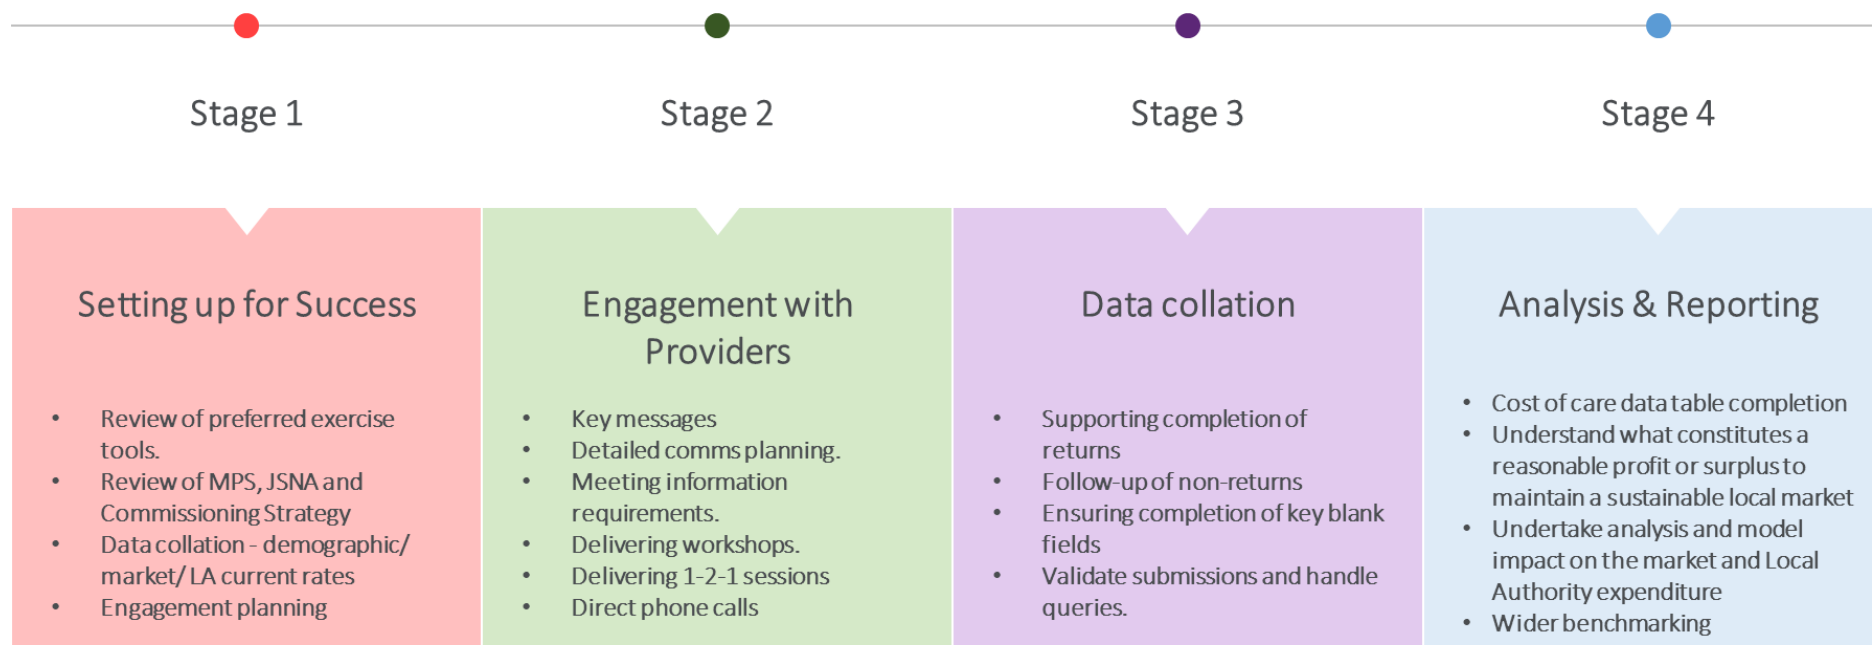 Stage 1
Stage 2
Stage 3
Stage 4
Setting up for Success
• Review of preferred exercise
tools.
• Review of MPS, JSNA and
Commissioning Strategy
• Data collation - demographic/
market/ LA current rates
• Engagement planning
Engagement with
Providers
• Key messages
• Detailed comms planning.
• Meeting information
requirements.
• Delivering workshops.
• Delivering 1-2-1 sessions
• Direct phone calls
Data collation
• Supporting completion of
returns
• Follow-up of non-returns
• Ensuring completion of key blank
fields
• Validate submissions and handle
queries.
Analysis & Reporting
• Cost of care data table completion
• Understand what constitutes a
reasonable profit or surplus to
maintain a sustainable local market
• Undertake analysis and model
impact on the market and Local
Authority expenditure
• Wider benchmarking